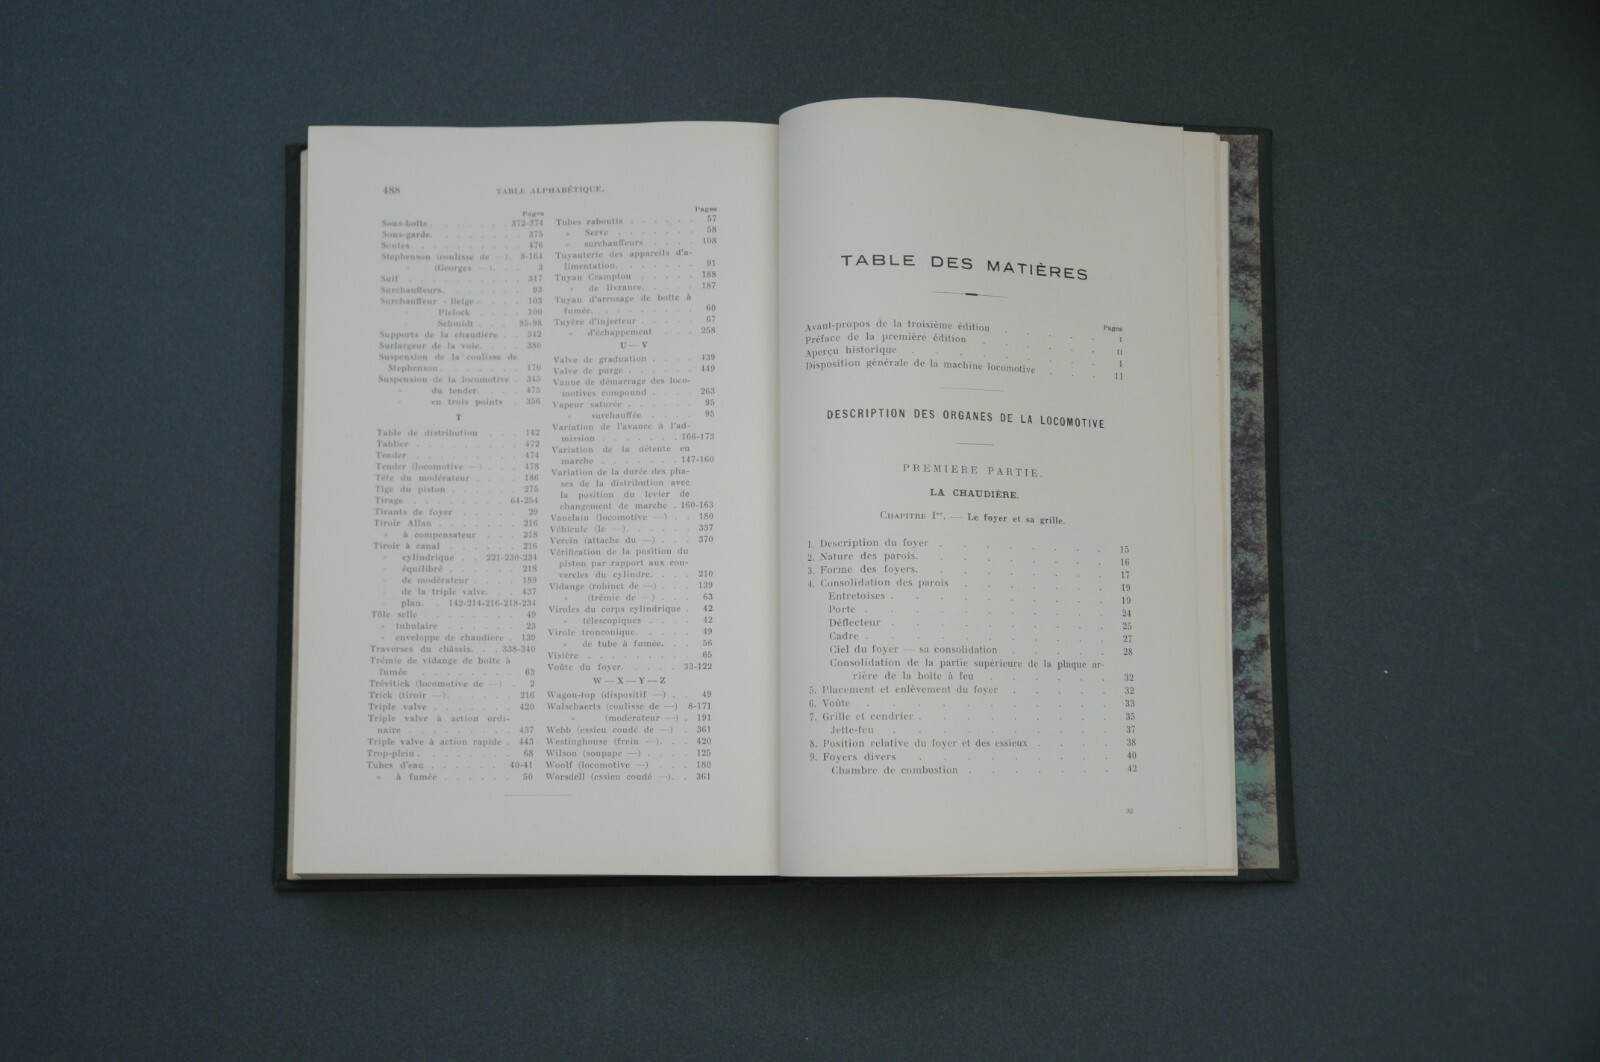 488 TABLE ALPHABÉTIQUE.
Pages
Sous-boîte . . . . . . . 372-374
Sous-garde. . . . . . . . 375
Soutes . . . . . . . . . 476
Stephenson (coulisse de —). 8-164
» (Georges —). . . 3
Suif . . . . . . . . . 317
Surchauffeurs. . . . . . . 93
Surchauffeur « Belge » . . . . 103
» Pielock . . . . 100
» Schmidt . . . 95-98
Supports de la chaudière . . . 342
Surlargeur de la voie. . . . . 380
Suspension de la coulisse de
Stephenson . . . . . . . 170
Suspension de la locomotive . 345
» du tender. . . . 475
» en trois points . 356
T
Table de distribution . . . 142
Tablier . . . . . . . . . 472
Tender . . . . . . . . . 474
Tender (locomotive —) . . . 478
Tête du modérateur . . . . 186
Tige du piston . . . . . . 275
Tirage . . . . . . . . 64-254
Tirants de foyer . . . . . 29
Tiroir Allan . . . . . . . 216
» à compensateur . . . 218
Tiroir à canal . . . . . . 216
» cylindrique . . 221-230-234
» équilibré . . . . . . 218
» de modérateur . . . . 189
» de la triple valve. . . 437
» plan. . 142-214-216-218-234
Tôle selle . . . . . . . 49
» tubulaire . . . . . . 23
» enveloppe de chaudière . 139
Traverses du châssis. . . 338-340
Trémie de vidange de boîte à
fumée . . . . . . . . 63
Trévitick (locomotive de —) . 2
Trick (tiroir —). . . . . . 216
Triple valve . . . . . . . 420
Triple valve à action ordi-
naire . . . . . . . . . 437
Triple valve à action rapide . 443
Trop-plein . . . . . . . . 68
Tubes d'eau . . . . . . . 40-41
» à fumée . . . . . . 50
Pages
Tubes raboutis . . . . . . 57
» Serve . . . . . . . 58
» surchauffeurs . . . . 108
Tuyauterie des appareils d'a-
limentation. . . . . . . 91
Tuyau Crampton . . . . . 188
» de livrance. . . . . 187
Tuyau d'arrosage de boîte à
fumée. . . . . . . . . 60
Tuyère d'injecteur . . . . . 67
» d'échappement . . . 258
U — V
Valve de graduation . . . . 439
Valve de purge . . . . . . 449
Vanne de démarrage des loco-
motives compound . . . . 263
Vapeur saturée . . . . . . 95
» surchauffée . . . . 95
Variation de l'avance à l'ad-
mission . . . . . . . 166-173
Variation de la détente en
marche . . . . . . . 147-160
Variation de la durée des pha-
ses de la distribution avec
la position du levier de
changement de marche . 160-163
Vauclain (locomotive —) . . 180
Véhicule (le —). . . . . . 337
Verein (attache du —) . . . 370
Vérification de la position du
piston par rapport aux cou-
vercles du cylindre. . . . 210
Vidange (robinet de —) . . . 139
» (trémie de —) . . . 63
Viroles du corps cylindrique . 42
» télescopiques . . . . 42
Virole tronconique. . . . . 49
» de tube à fumée. . . 56
Visière . . . . . . . . . 65
Voûte du foyer. . . . . 33-122
W — X — Y — Z
Wagon-top (dispositif —) . . 49
Walschaerts (coulisse de —) 8-171
» (modérateur —) . 191
Webb (essieu coudé de —) . 361
Westinghouse (frein —). . . 420
Wilson (soupape —) . . . . 125
Woolf (locomotive —) . . . 180
Worsdell (essieu coudé —). . 361
TABLE DES MATIÈRES
Pages
Avant-propos de la troisième édition . . . . . I
Préface de la première édition . . . . . . II
Aperçu historique . . . . . . . . 1
Disposition générale de la machine locomotive . . . 11
DESCRIPTION DES ORGANES DE LA LOCOMOTIVE
PREMIÈRE PARTIE.
LA CHAUDIÈRE.
CHAPITRE Ier. — Le foyer et sa grille.
1. Description du foyer . . . . . . . . 15
2. Nature des parois. . . . . . . . . 16
3. Forme des foyers. . . . . . . . . 17
4. Consolidation des parois . . . . . . . 19
Entretoises . . . . . . . . . . 19
Porte . . . . . . . . . . . 24
Déflecteur . . . . . . . . . . 25
Cadre . . . . . . . . . . . 27
Ciel du foyer — sa consolidation . . . . . 28
Consolidation de la partie supérieure de la plaque ar-
rière de la boîte à feu . . . . . . 32
5. Placement et enlèvement du foyer . . . . . 32
6. Voûte . . . . . . . . . . . 33
7. Grille et cendrier . . . . . . . . . 35
Jette-feu . . . . . . . . . . 37
8. Position relative du foyer et des essieux . . . . 38
9. Foyers divers . . . . . . . . . 40
Chambre de combustion . . . . . . . 42
32